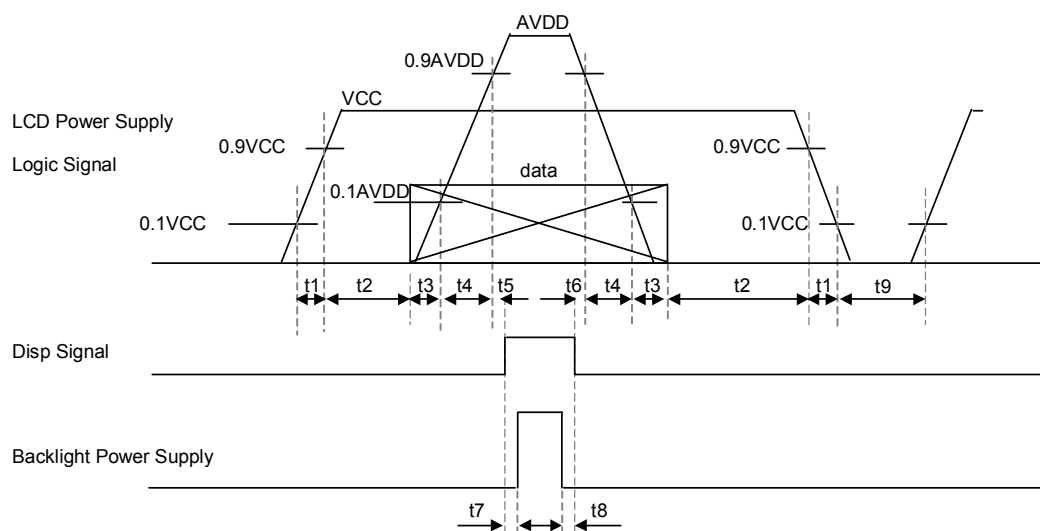 AVDD
0.9AVDD
VCC
LCD Power Supply
0.9VCC 0.9VCC
Logic Signal
data
0.1AVDD
0.1VCC 0.1VCC
t1 t2 t3 t4 t5 t6 t4 t3 t2 t1 t9
Disp Signal
Backlight Power Supply
t7 t8